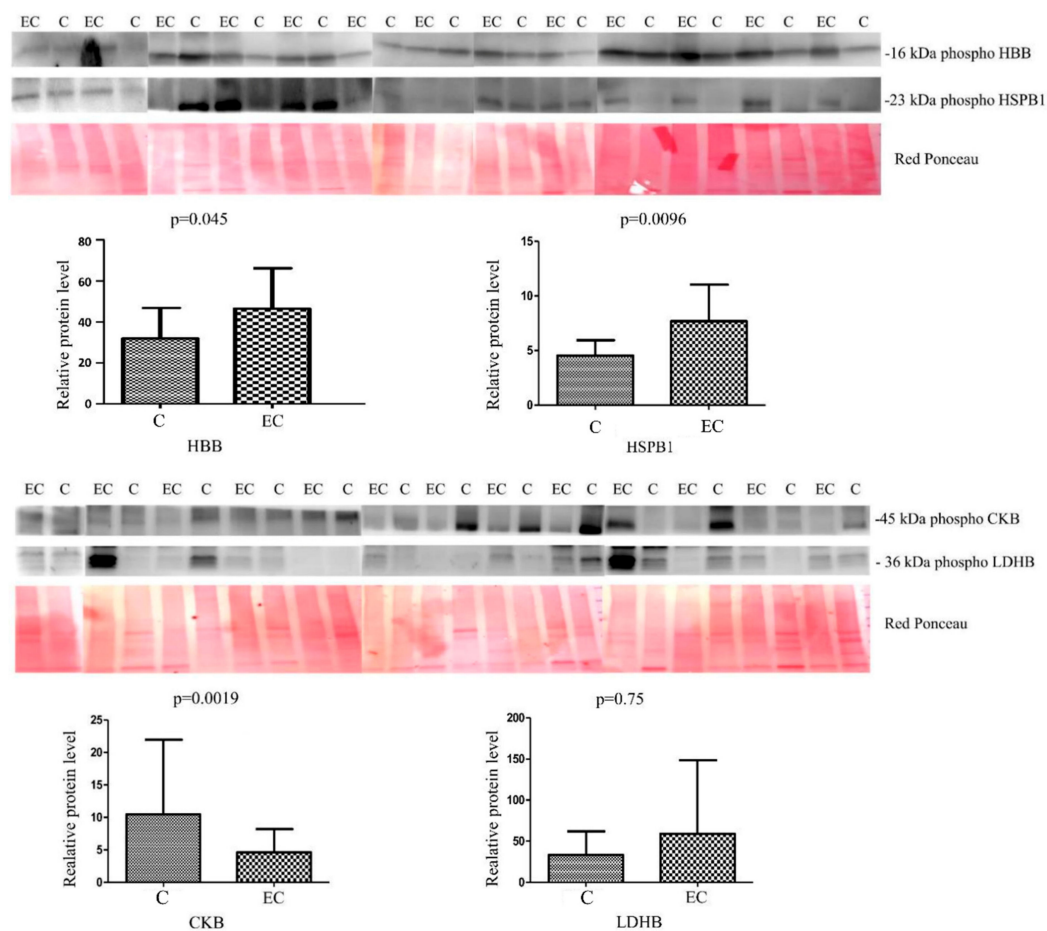 EC C EC C EC C EC C EC C EC C EC C EC C EC C EC C EC C EC C EC C
-16 kDa phospho HBB
-23 kDa phospho HSPB1
Red Ponceau
p=0.045
Relative protein level
80
60
40
20
0
C EC
HBB
p=0.0096
Relative protein level
15
10
5
0
C EC
HSPB1
EC C EC C EC C EC C EC C EC C EC C EC C EC C EC C EC C EC C EC C
-45 kDa phospho CKB
- 36 kDa phospho LDHB
Red Ponceau
p=0.0019
Realative protein level
25
20
15
10
5
0
C EC
CKB
p=0.75
Realative protein level
200
150
100
50
0
C EC
LDHB